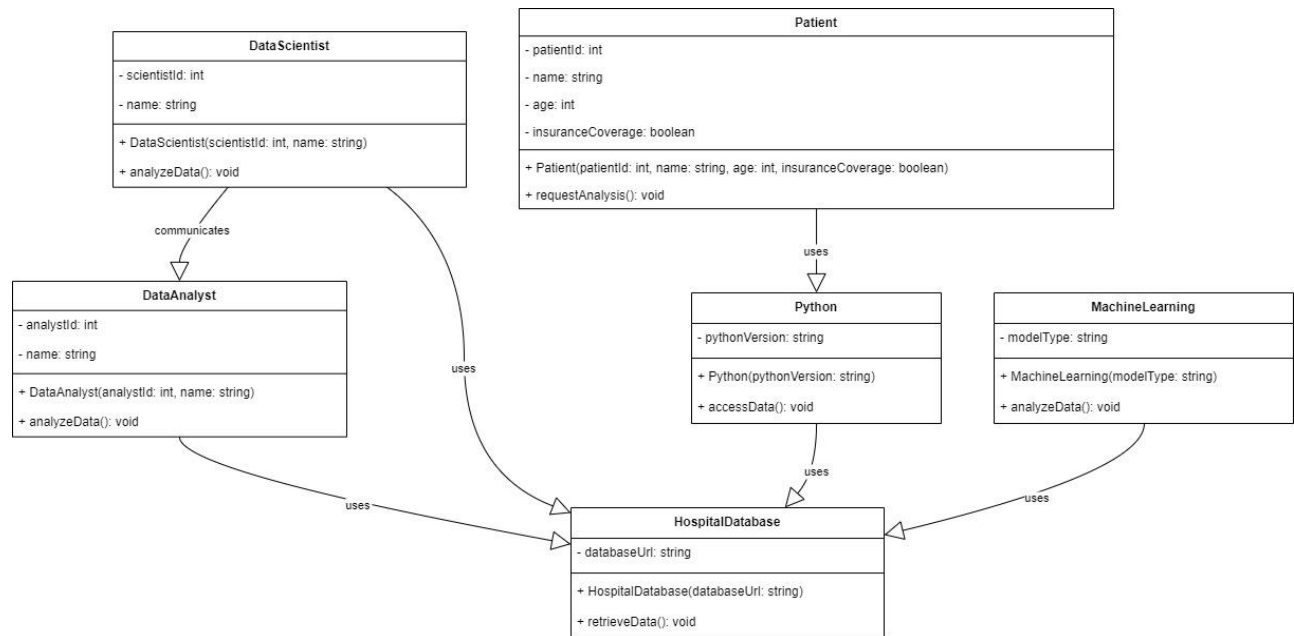 DataScientist
- scientistId: int
- name: string
+ DataScientist(scientistId: int, name: string)
+ analyzeData(): void
Patient
- patientId: int
- name: string
- age: int
- insuranceCoverage: boolean
+ Patient(patientId: int, name: string, age: int, insuranceCoverage: boolean)
+ requestAnalysis(): void
communicates
uses
DataAnalyst
- analystId: int
- name: string
+ DataAnalyst(analystId: int, name: string)
+ analyzeData(): void
uses
Python
- pythonVersion: string
+ Python(pythonVersion: string)
+ accessData(): void
MachineLearning
- modelType: string
+ MachineLearning(modelType: string)
+ analyzeData(): void
uses
uses
uses
HospitalDatabase
- databaseUrl: string
+ HospitalDatabase(databaseUrl: string)
+ retrieveData(): void